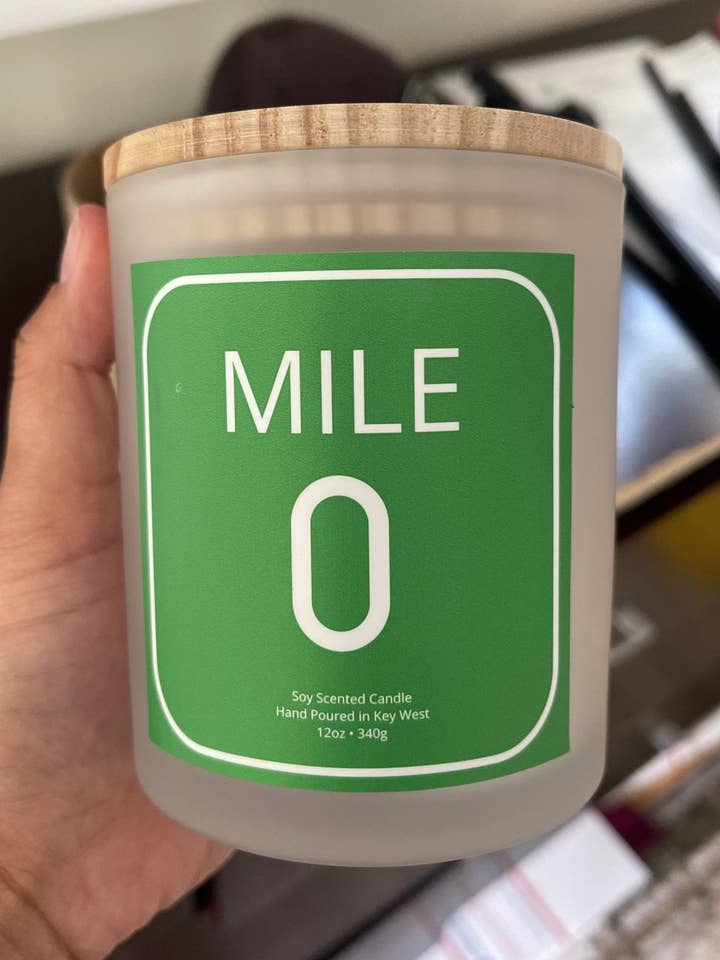 MILE
0
Soy Scented Candle
Hand Poured in Key West
12oz • 340g